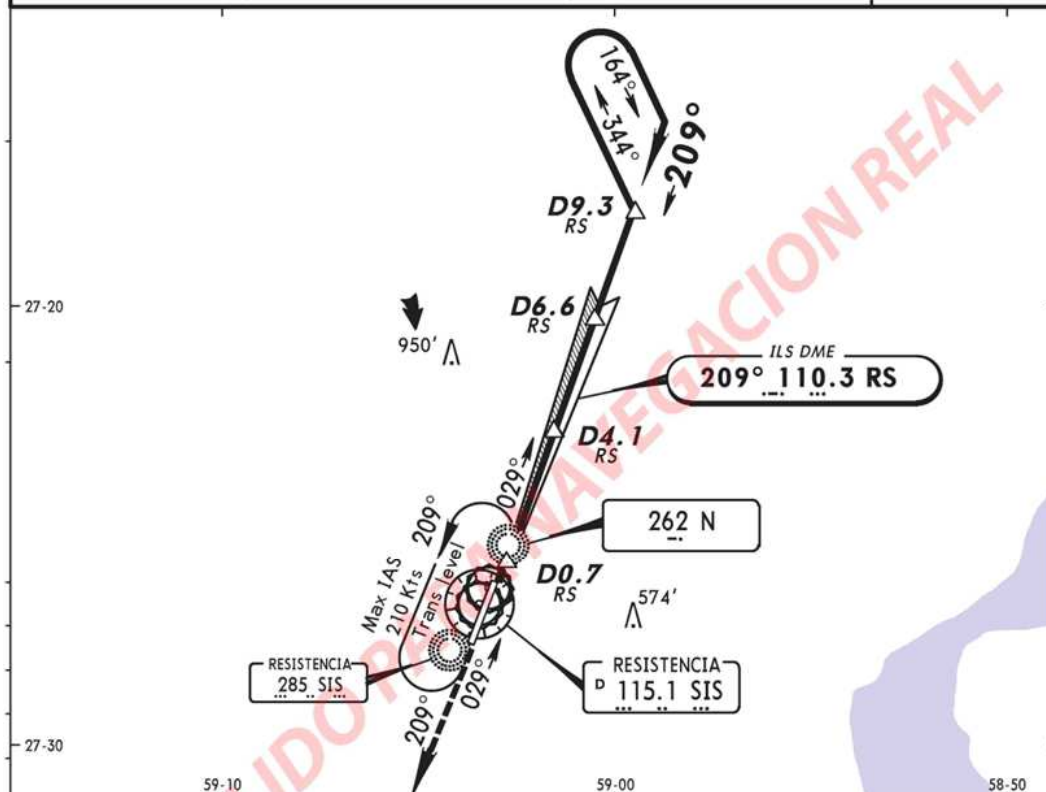 164°
344°
209°
D9.3
RS
27-20
D6.6
RS
950'
ILS DME
209° 110.3 RS
D4.1
RS
029°
209°
262 N
Max IAS
210 Kts
Trans level
D0.7
RS
574'
RESISTENCIA
285 SIS
RESISTENCIA
D 115.1 SIS
029°
209°
27-30
59-10
59-00
58-50
IDO PARA NAVEGACION REAL